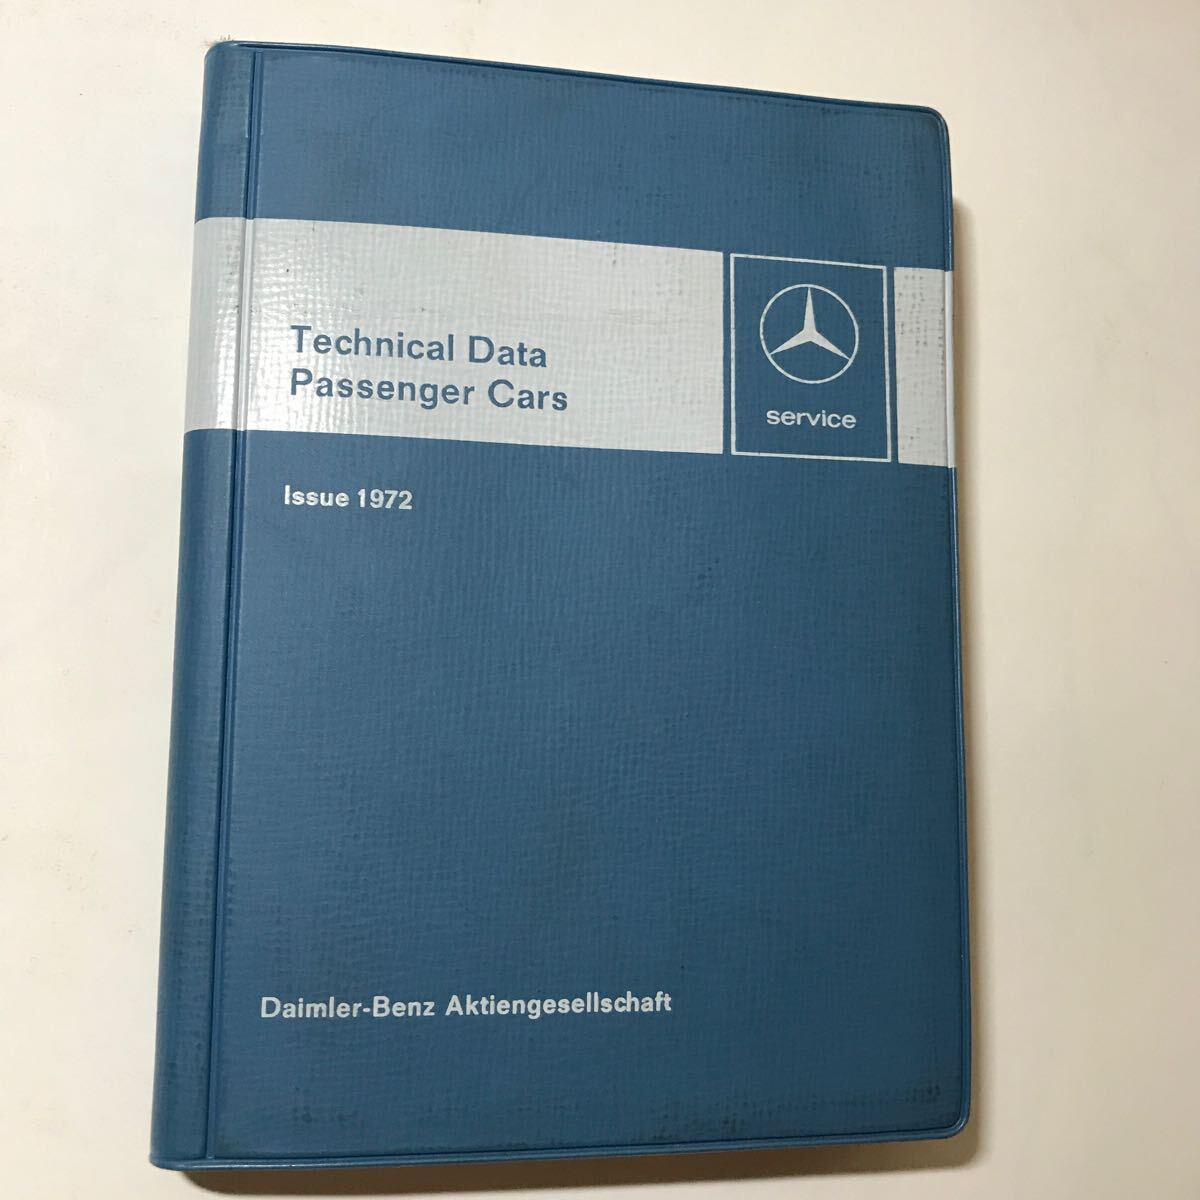 Technical Data
Passenger Cars
service
Issue 1972
Daimler-Benz Aktiengesellschaft